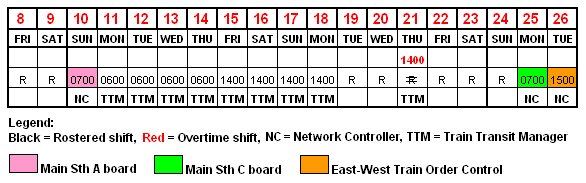 8 9 10 11 12 13 14 15 16 17 18 19 20 21 22 23 24 25 26
FRI SAT SUN MON TUE WED THU FRI SAT SUN MON TUE WED THU FRI SAT SUN MON TUE
1400
R R 0700 0600 0600 0600 0600 1400 1400 1400 1400 R R R R R R 0700 1500
NC TTM TTM TTM TTM TTM TTM TTM TTM TTM NC NC
Legend:
Black = Rostered shift, Red = Overtime shift, NC = Network Controller, TTM = Train Transit Manager
Main Sth A board Main Sth C board East-West Train Order Control